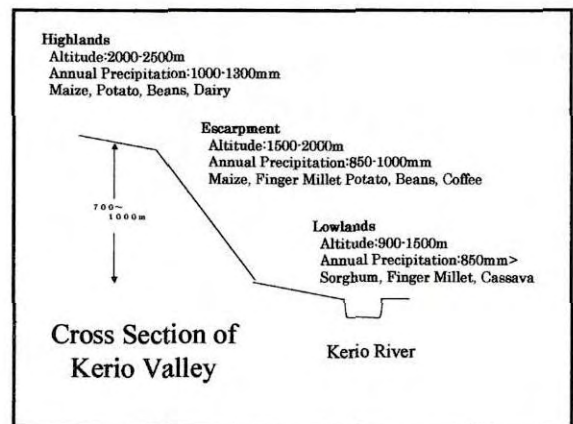 Highlands
Altitude:2000-2500m
Annual Precipitation:1000-1300mm
Maize, Potato, Beans, Dairy
Escarpment
Altitude:1500-2000m
Annual Precipitation:850-1000mm
Maize, Finger Millet Potato, Beans, Coffee
700~
1000m
Lowlands
Altitude:900-1500m
Annual Precipitation:850mm>
Sorghum, Finger Millet, Cassava
Cross Section of
Kerio Valley
Kerio River